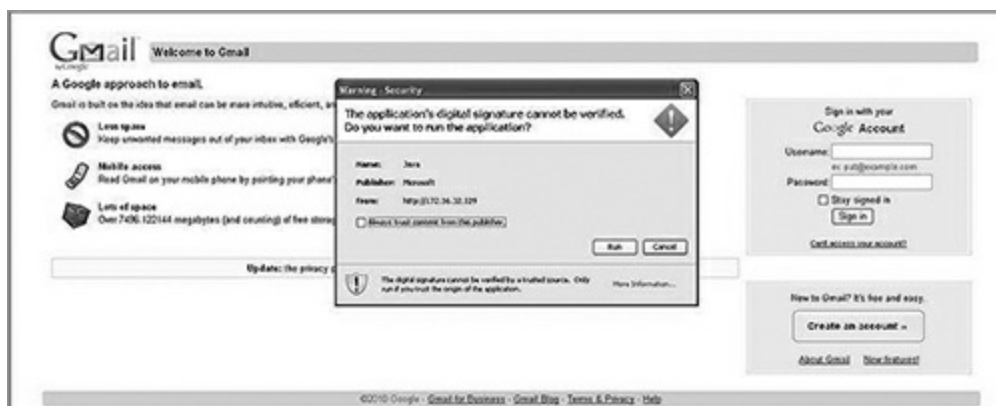 Gmail
by Google
Welcome to Gmail
A Google approach to email.
Gmail is built on the idea that email can be more intuitive, efficient, an
Less spam
Keep unwanted messages out of your inbox with Google's
Mobile access
Read Gmail on your mobile phone by pointing your phone'
Lots of space
Over 7496.122144 megabytes (and counting) of free storag
Update: the privacy p
Warning - Security
The application's digital signature cannot be verified.
Do you want to run the application?
Name: Java
Publisher: Microsoft
From:
Always trust content from this publisher.
Run Cancel
The digital signature cannot be verified by a trusted source. Only
run if you trust the origin of the application.
More Information...
Sign in with your
Google Account
Username:
ex: pat@example.com
Password:
Stay signed in
Sign in
Can't access your account?
New to Gmail? It's free and easy.
Create an account »
About Gmail New features!
©2010 Google - Gmail for Business - Gmail Blog - Terms & Privacy - Help